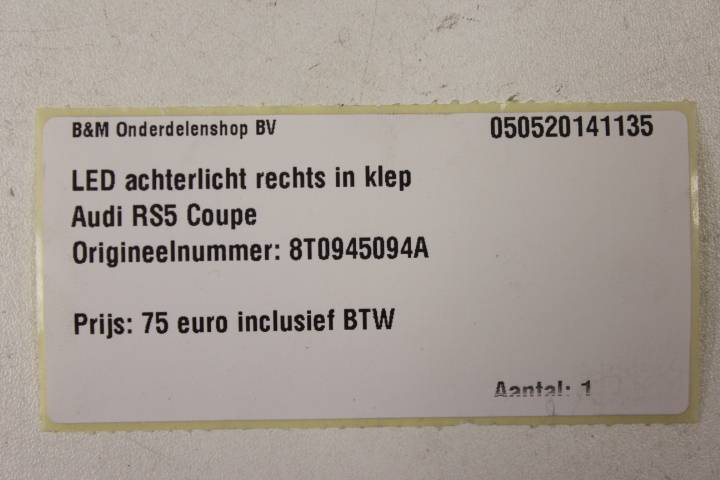 B&M Onderdelenshop BV
050520141135
LED achterlicht rechts in klep
Audi RS5 Coupe
Origineelnummer: 8T0945094A
Prijs: 75 euro inclusief BTW
Aantal: 1